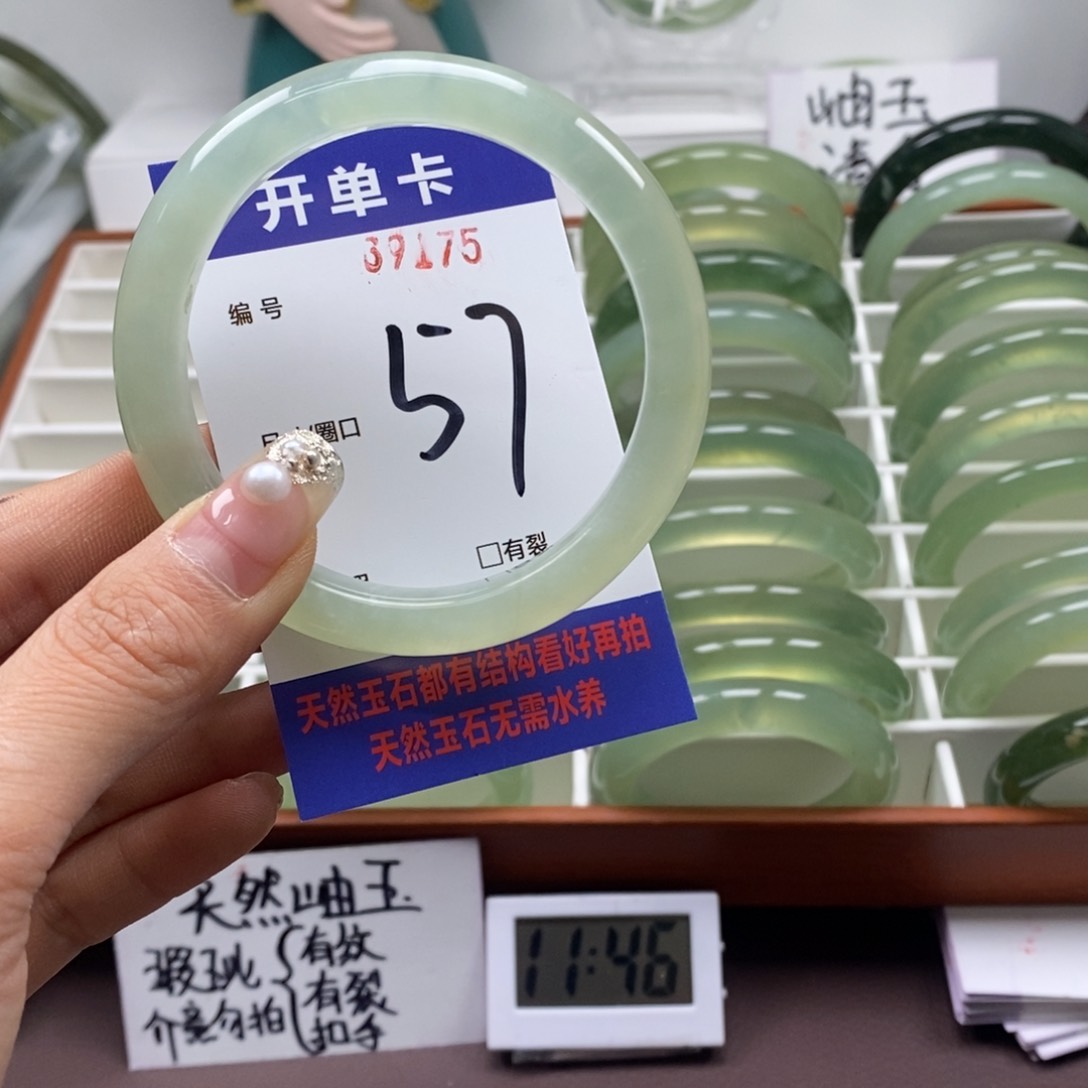 岫玉
开单卡
39175
编号
57
圈口
□有裂
天然玉石都有结构看好再拍
天然玉石无需水养
天然岫玉
瑕玼
介意勿拍
有纹
有裂
扣手
11:46